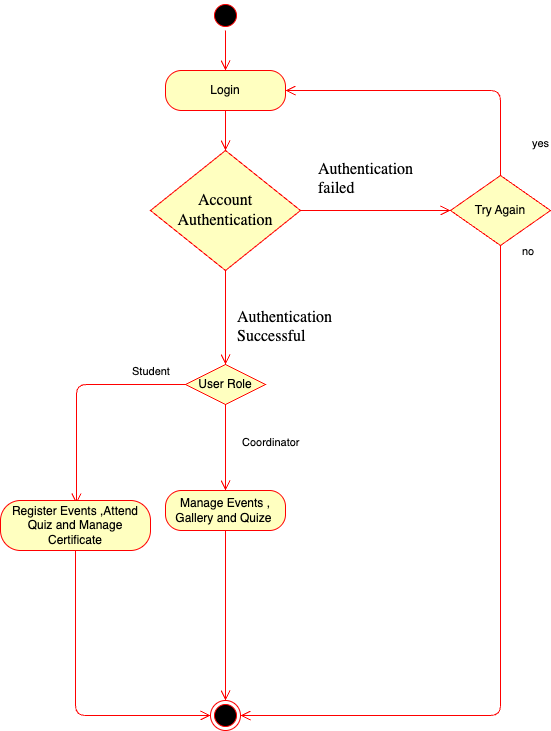 Login
yes
Authentication
failed
Account
Authentication
Try Again
no
Authentication
Successful
Student
User Role
Coordinator
Register Events ,Attend
Quiz and Manage
Certificate
Manage Events ,
Gallery and Quize